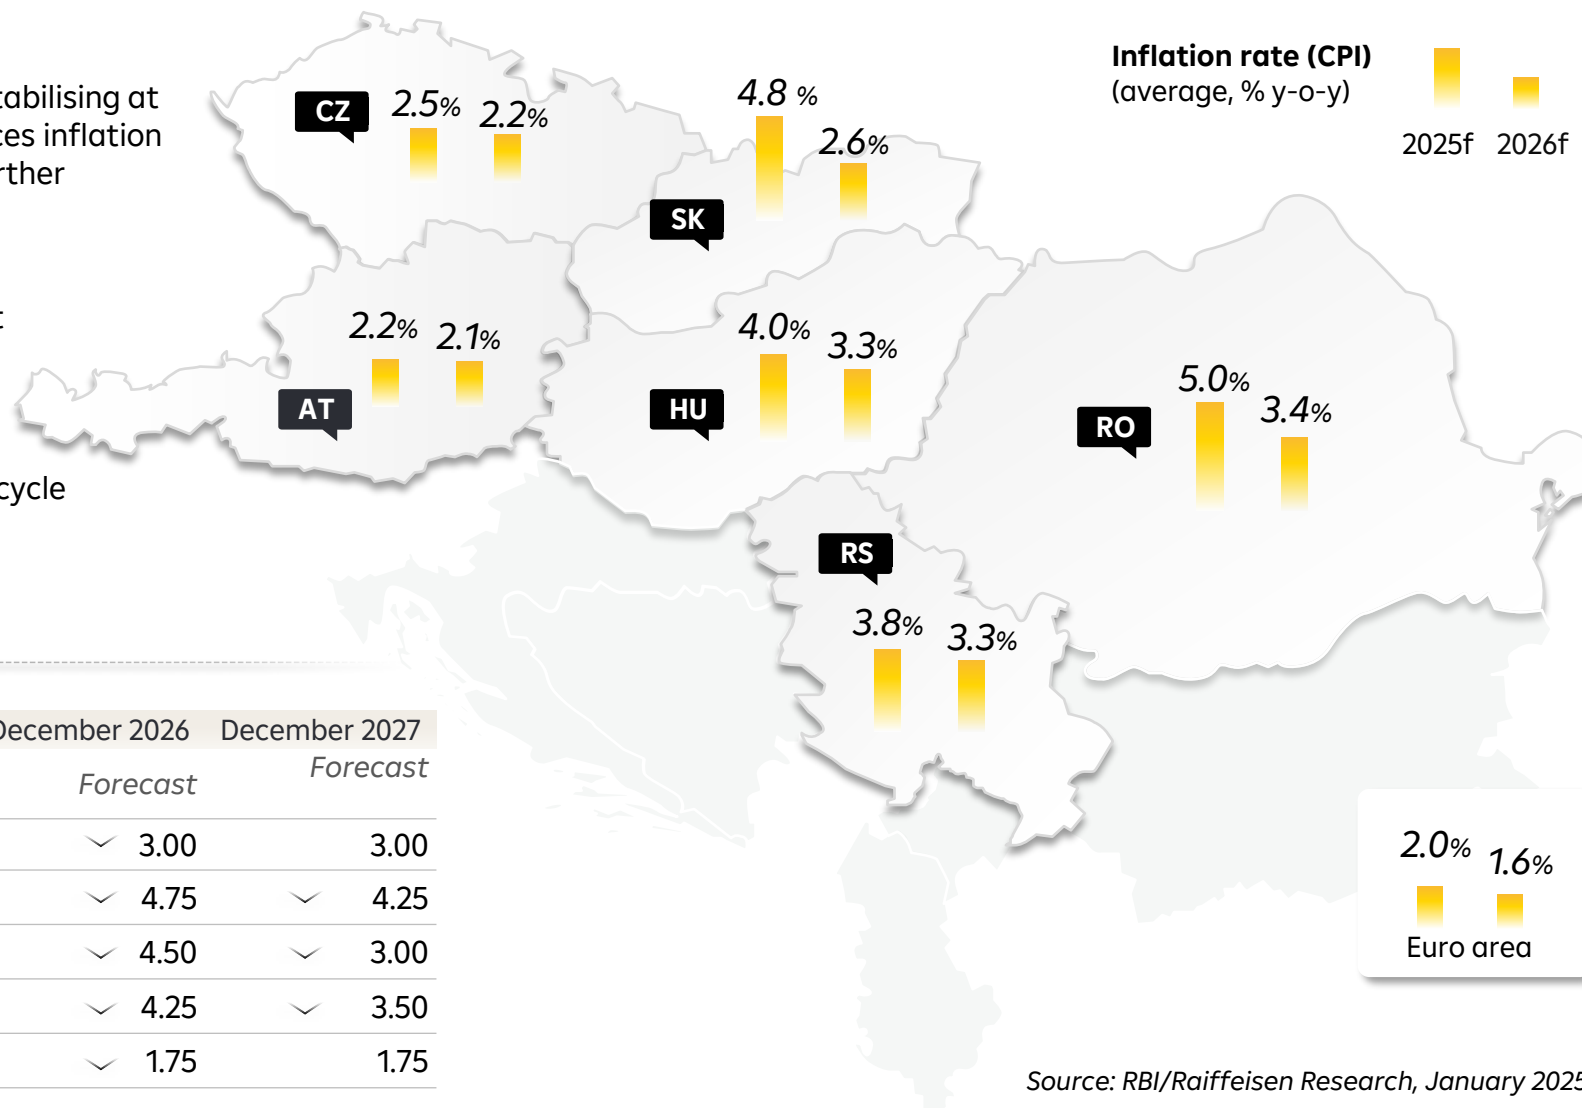 tabilising at
ces inflation
rther
t
cycle
Inflation rate (CPI)
(average, % y-o-y)
2025f 2026f
CZ
2.5% 2.2%
4.8 %
2.6%
SK
2.2% 2.1%
AT
4.0% 3.3%
HU
5.0%
3.4%
RO
RS
3.8% 3.3%
December 2026 December 2027
Forecast Forecast
3.00 3.00
4.75 4.25
4.50 3.00
4.25 3.50
1.75 1.75
2.0% 1.6%
Euro area
Source: RBI/Raiffeisen Research, January 2025